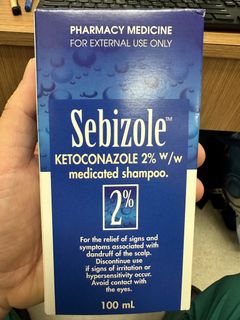 PHARMACY MEDICINE
FOR EXTERNAL USE ONLY
Sebizole™
KETOCONAZOLE 2% w/w
medicated shampoo.
2%
For the relief of signs and
symptoms associated with
dandruff of the scalp.
Discontinue use
if signs of irritation or
hypersensitivity occur.
Avoid contact with
the eyes.
100 mL